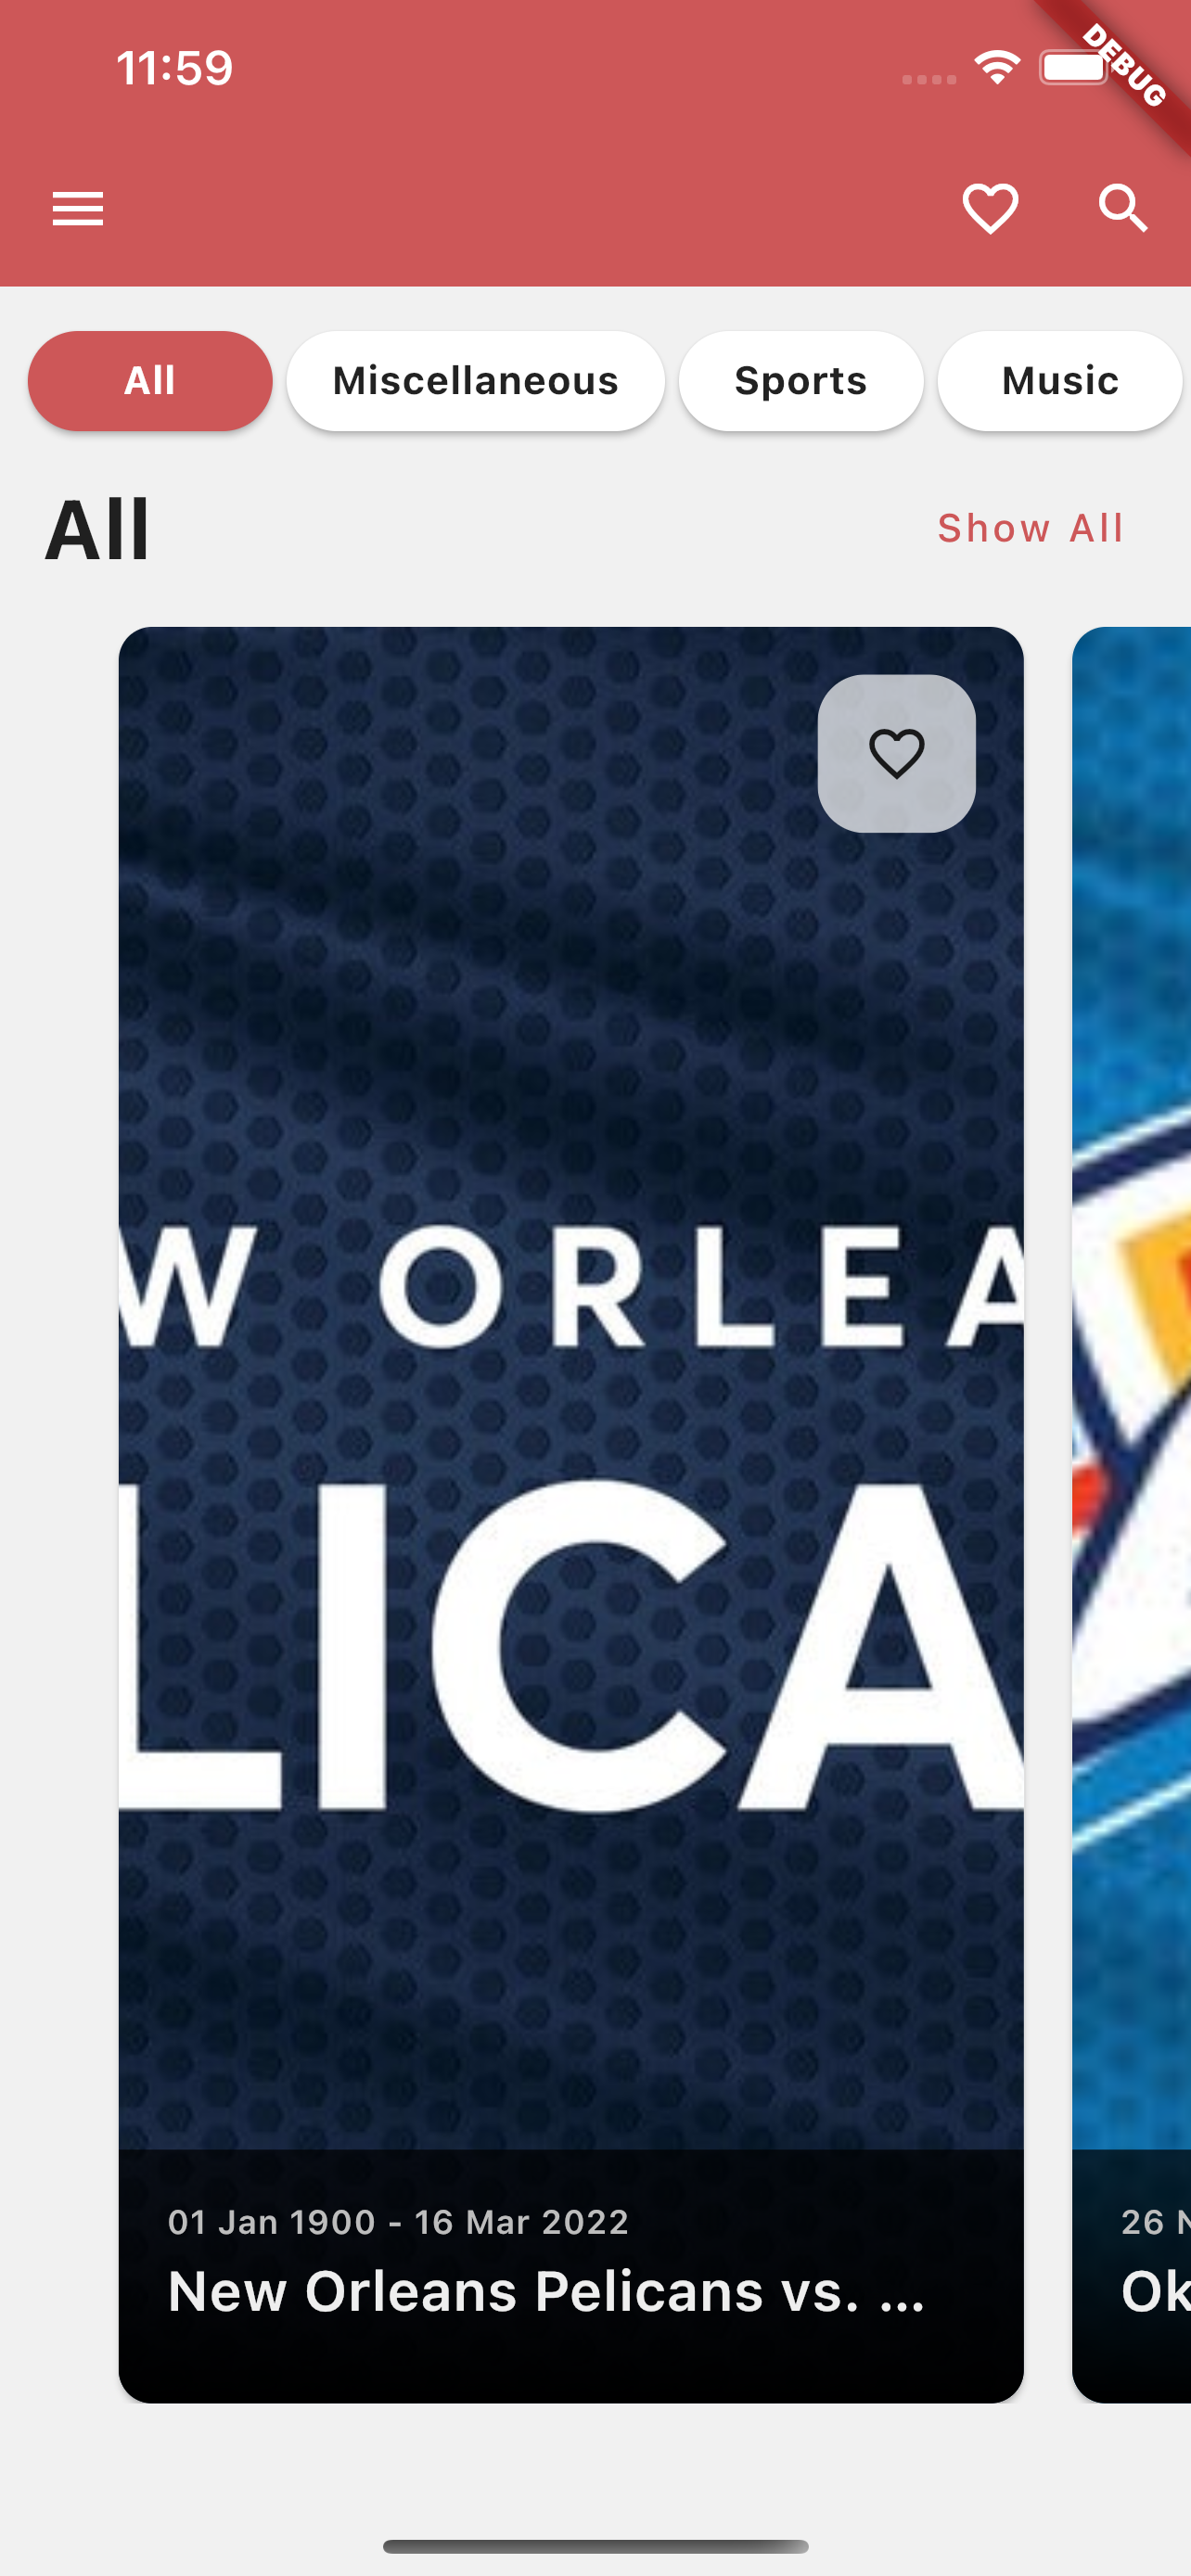 11:59
DEBUG
All Miscellaneous Sports Music
All Show All
W ORLEA
LICA
01 Jan 1900 - 16 Mar 2022
New Orleans Pelicans vs. ...
26 N
Ok